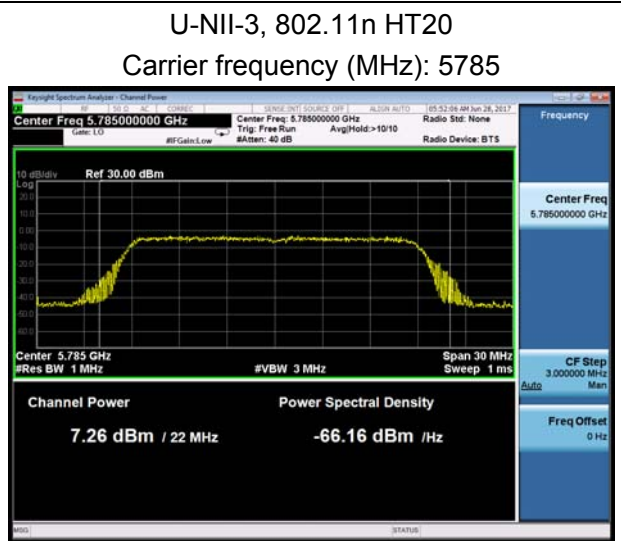 U-NII-3, 802.11n HT20
Carrier frequency (MHz): 5785
Keysight Spectrum Analyzer - Channel Power
RF 50 Ω AC CORREC SENSE:INT SOURCE OFF ALIGN AUTO 05:52:06 AM Jun 28, 2017
Center Freq 5.785000000 GHz Center Freq: 5.785000000 GHz Radio Std: None Frequency
Gate: LO Trig: Free Run Avg|Hold:>10/10
#IFGain:Low #Atten: 40 dB Radio Device: BTS
10 dB/div Ref 30.00 dBm
Log
20.0
10.0
0.00
-10.0
-20.0
-30.0
-40.0
-50.0
-60.0
Center Freq
5.785000000 GHz
Center 5.785 GHz Span 30 MHz
#Res BW 1 MHz #VBW 3 MHz Sweep 1 ms
CF Step
3.000000 MHz
Auto Man
Channel Power Power Spectral Density
7.26 dBm / 22 MHz -66.16 dBm /Hz
Freq Offset
0 Hz
MSG STATUS